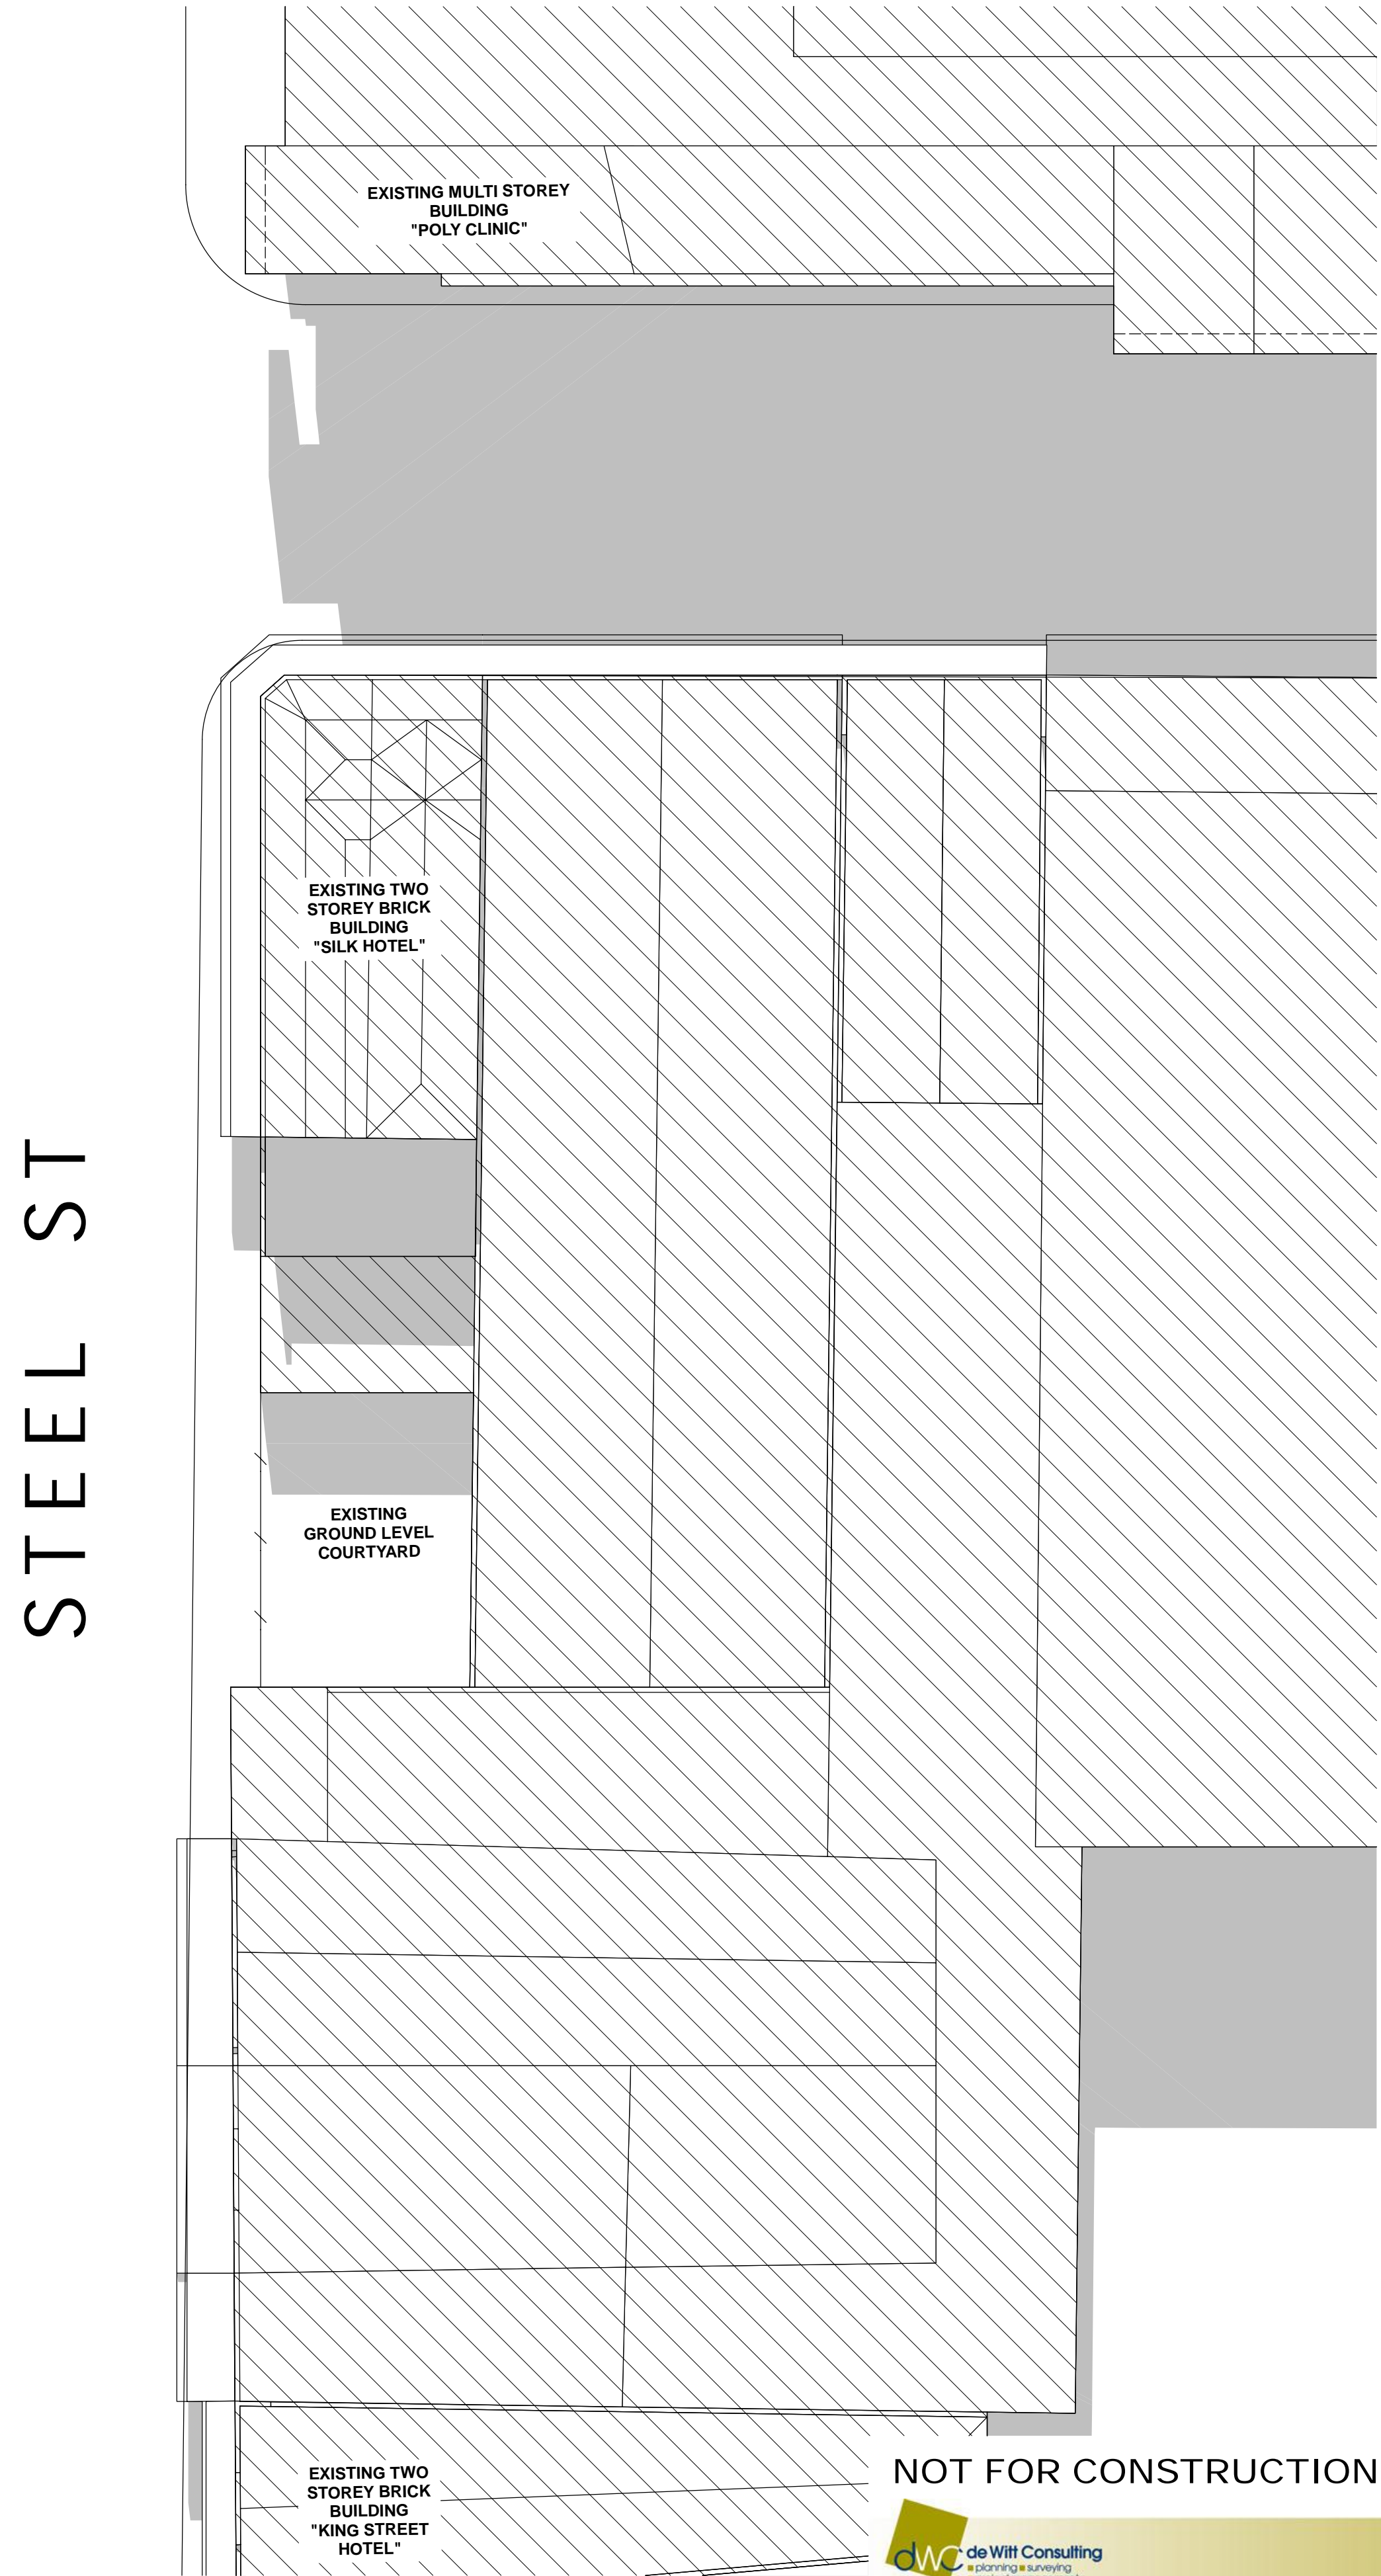 EXISTING MULTI STOREY
BUILDING
"POLY CLINIC"
EXISTING TWO
STOREY BRICK
BUILDING
"SILK HOTEL"
STEEL ST
EXISTING
GROUND LEVEL
COURTYARD
EXISTING TWO
STOREY BRICK
BUILDING
"KING STREET
HOTEL"
NOT FOR CONSTRUCTION
dWC de Witt Consulting
planning surveying